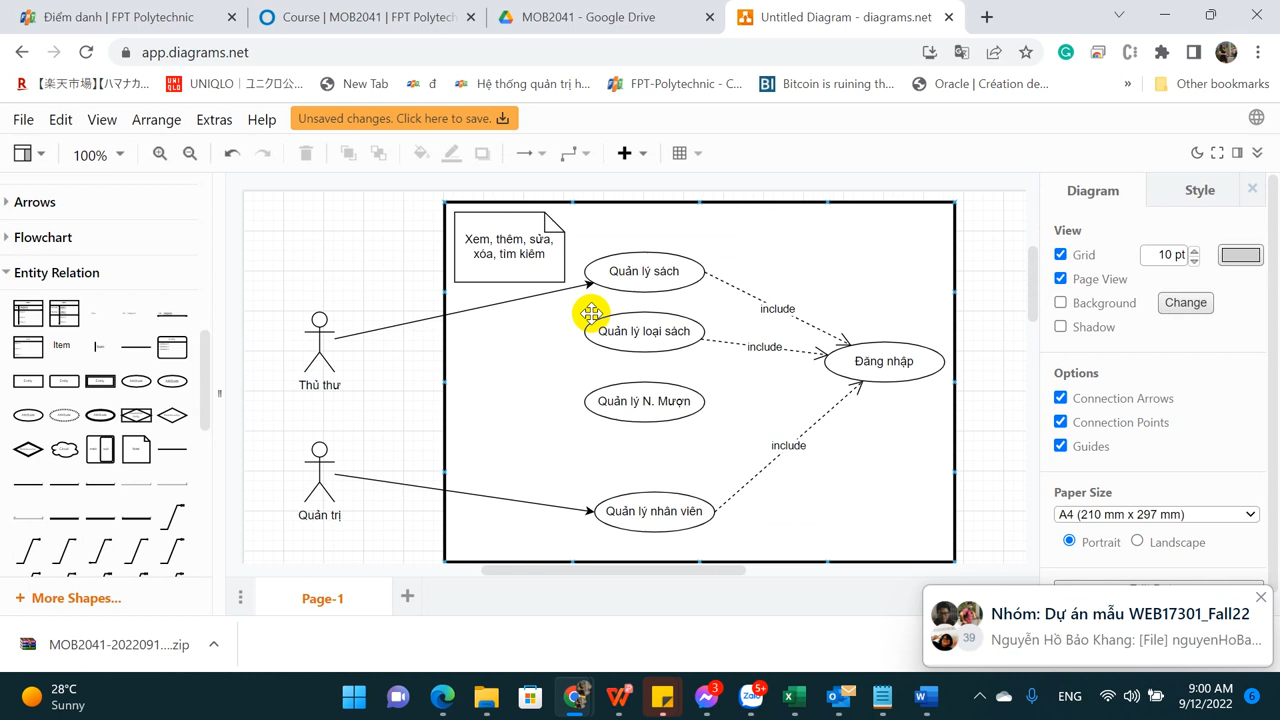 Điểm danh | FPT Polytechnic
Course | MOB2041 | FPT Polytech
MOB2041 - Google Drive
Untitled Diagram - diagrams.net
app.diagrams.net
【楽天市場】【ハマナカ...
UNIQLO | ユニクロ公...
New Tab
đ
Hệ thống quản trị h...
FPT-Polytechnic - C...
Bitcoin is ruining th...
Oracle | Création de...
»
Other bookmarks
File
Edit
View
Arrange
Extras
Help
Unsaved changes. Click here to save.
100%
Arrows
Flowchart
Entity Relation
Item
More Shapes...
Xem, thêm, sửa,
xóa, tìm kiêm
Quản lý sách
include
Quản lý loại sách
include
Đăng nhập
Thủ thư
Quản lý N. Mượn
include
Quản trị
Quản lý nhân viên
Page-1
Diagram
Style
View
Grid
10 pt
Page View
Background
Change
Shadow
Options
Connection Arrows
Connection Points
Guides
Paper Size
A4 (210 mm x 297 mm)
Portrait
Landscape
Nhóm: Dự án mẫu WEB17301_Fall22
39
Nguyễn Hồ Bảo Khang: [File] nguyenHoBa...
MOB2041-2022091....zip
28°C
Sunny
3
5+
ENG
9:00 AM
9/12/2022
6